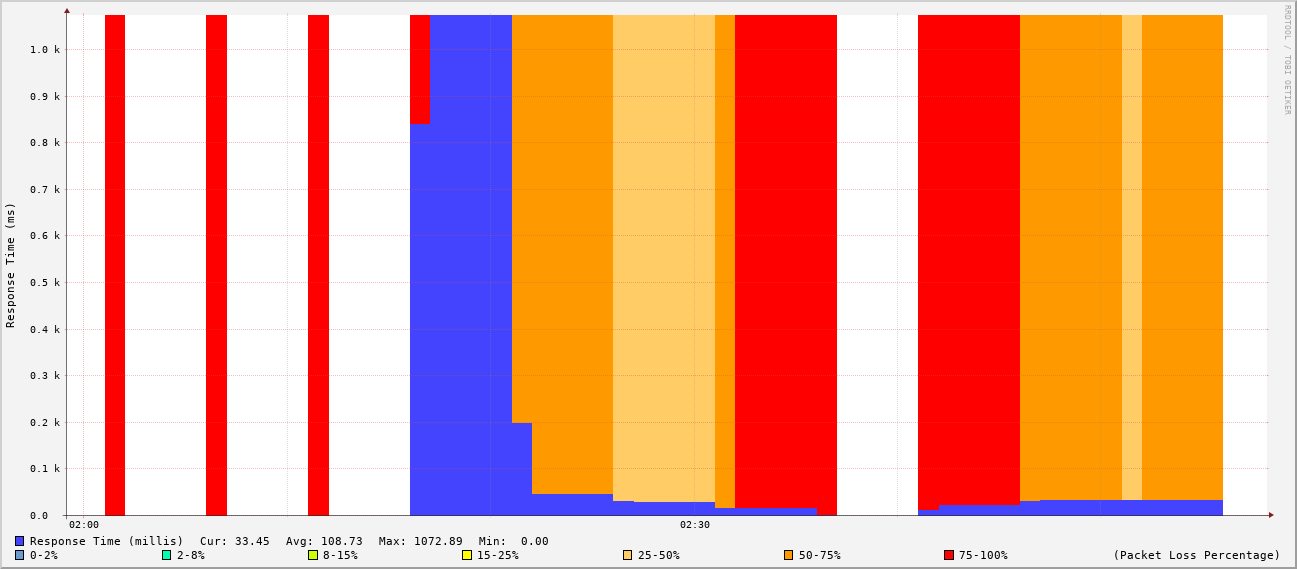 RRDTOOL / TOBI OETIKER
Response Time (ms)
1.0 k
0.9 k
0.8 k
0.7 k
0.6 k
0.5 k
0.4 k
0.3 k
0.2 k
0.1 k
0.0
02:00 02:30
Response Time (millis) Cur: 33.45 Avg: 108.73 Max: 1072.89 Min: 0.00
0-2% 2-8% 8-15% 15-25% 25-50% 50-75% 75-100% (Packet Loss Percentage)